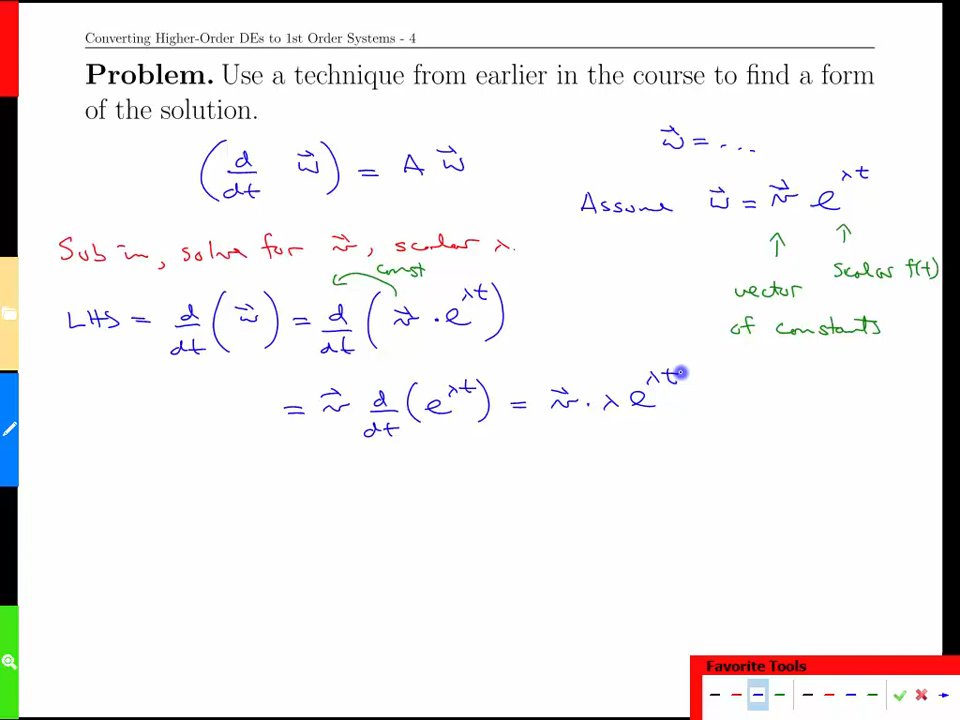 Converting Higher-Order DEs to 1st Order Systems - 4
Problem. Use a technique from earlier in the course to find a form
of the solution.
(d/dt w⃗) = A w⃗
w⃗ = ...
Assume w⃗ = v⃗ e^{λt}
vector
of constants
scalar f(t)
Sub in, solve for v⃗, scalar λ.
const
LHS = d/dt (w⃗) = d/dt (v⃗ · e^{λt})
= v⃗ d/dt (e^{λt}) = v⃗ · λ e^{λt}
Favorite Tools